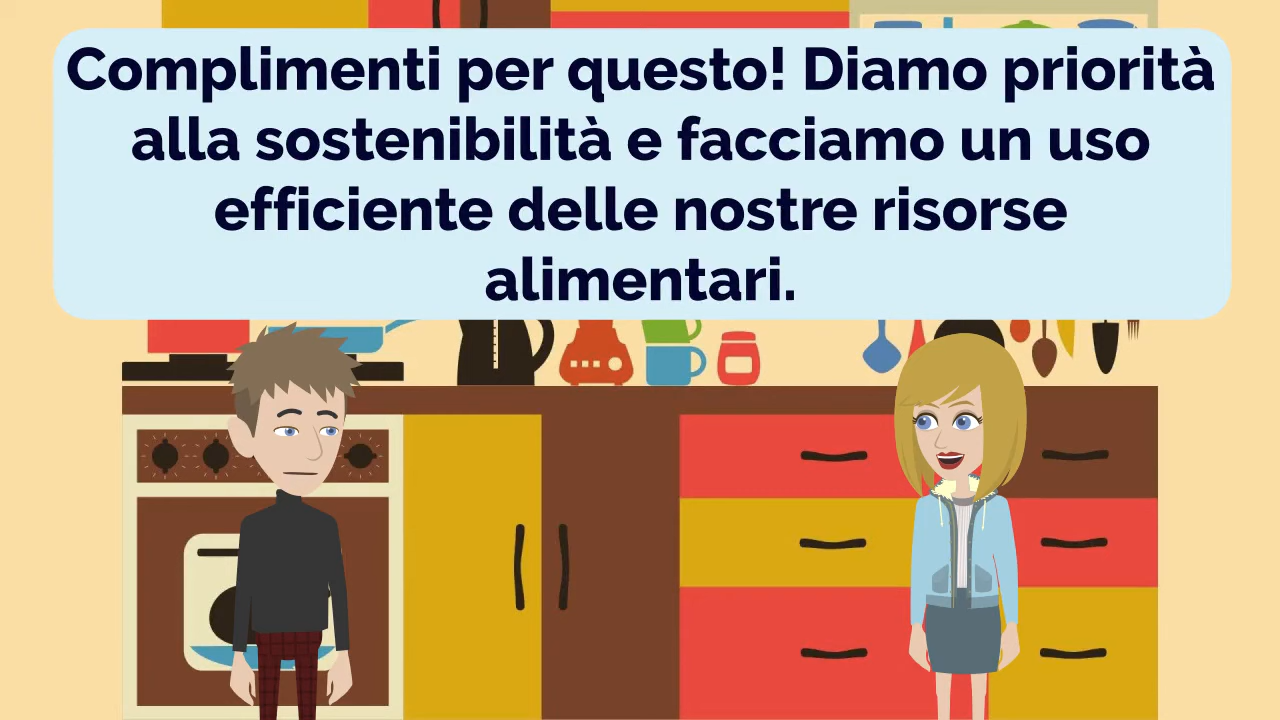 Complimenti per questo! Diamo priorità
alla sostenibilità e facciamo un uso
efficiente delle nostre risorse
alimentari.